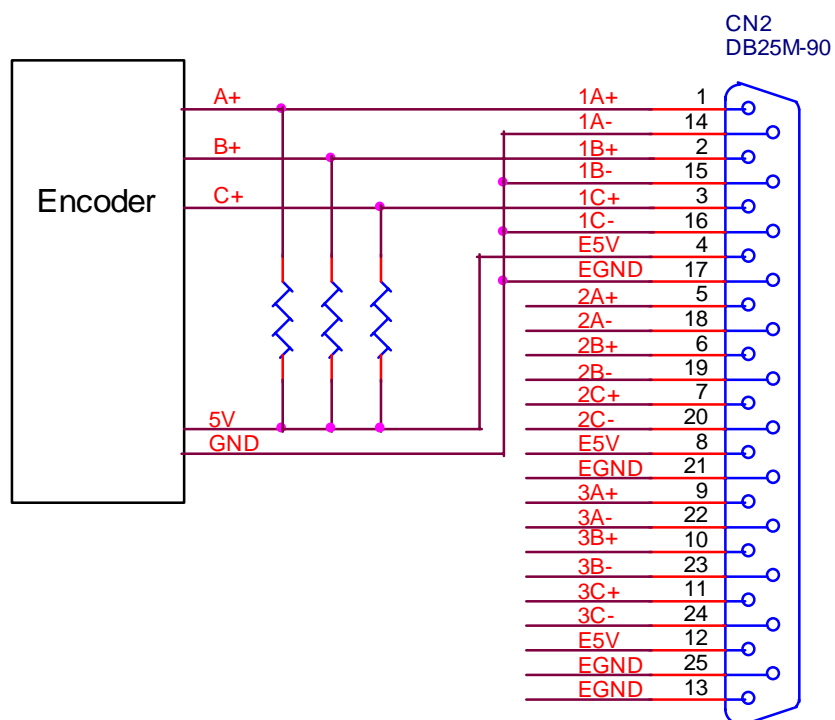 CN2
DB25M-90
Encoder
A+
B+
C+
5V
GND
1A+ 1
1A- 14
1B+ 2
1B- 15
1C+ 3
1C- 16
E5V 4
EGND 17
2A+ 5
2A- 18
2B+ 6
2B- 19
2C+ 7
2C- 20
E5V 8
EGND 21
3A+ 9
3A- 22
3B+ 10
3B- 23
3C+ 11
3C- 24
E5V 12
EGND 25
EGND 13